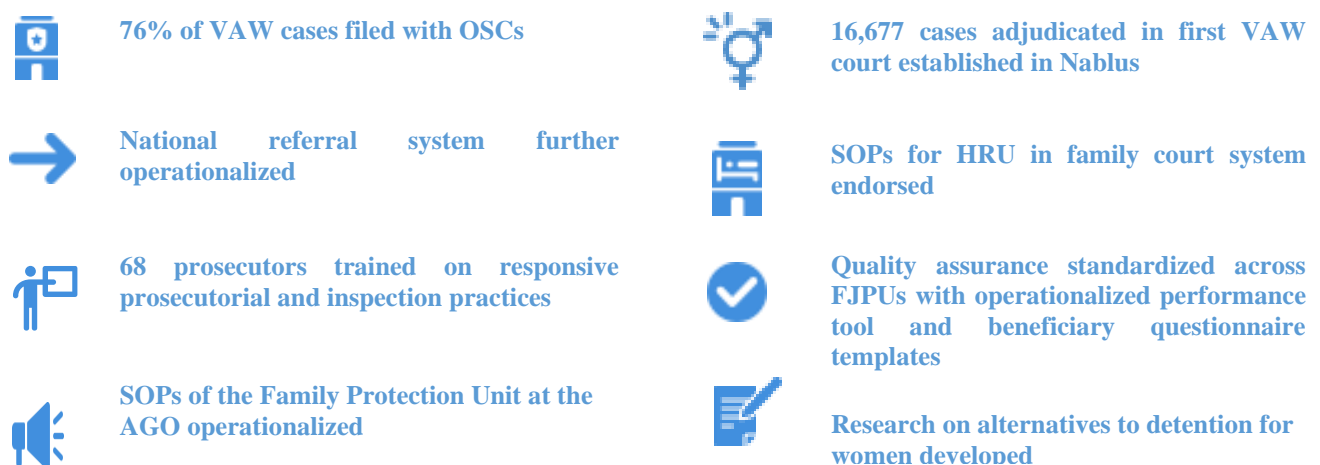 76% of VAW cases filed with OSCs
National referral system further
operationalized
68 prosecutors trained on responsive
prosecutorial and inspection practices
SOPs of the Family Protection Unit at the
AGO operationalized
16,677 cases adjudicated in first VAW
court established in Nablus
SOPs for HRU in family court system
endorsed
Quality assurance standardized across
FJPUs with operationalized performance
tool and beneficiary questionnaire
templates
Research on alternatives to detention for
women developed